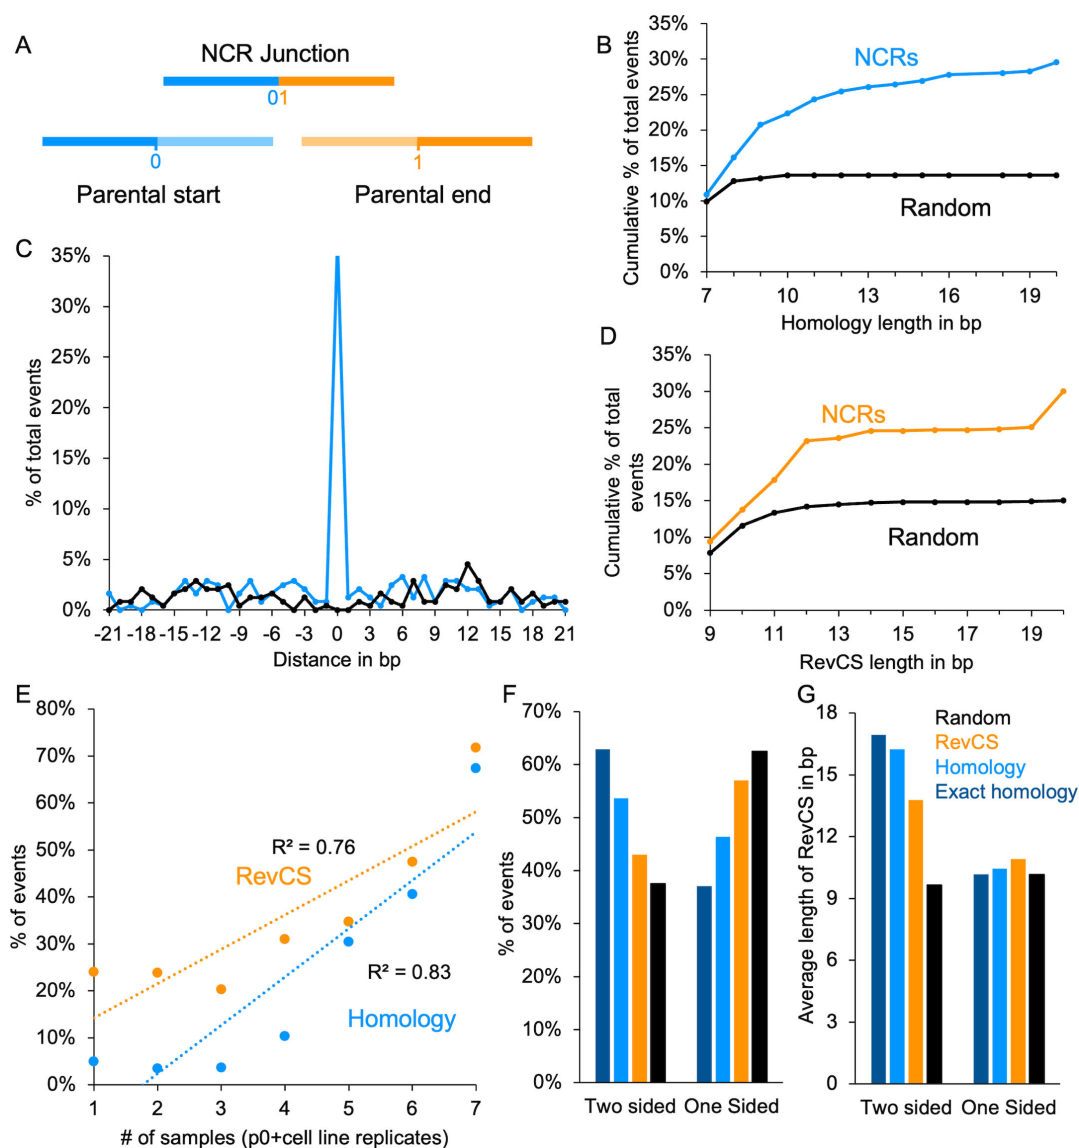 A
NCR Junction
01
0
1
Parental start
Parental end
B
Cumulative % of total events
35%
30%
25%
20%
15%
10%
5%
0%
NCRs
Random
7
10
13
16
19
Homology length in bp
C
% of total events
35%
30%
25%
20%
15%
10%
5%
0%
-21 -18 -15 -12 -9 -6 -3 0 3 6 9 12 15 18 21
Distance in bp
D
Cumulative % of total
events
35%
30%
25%
20%
15%
10%
5%
0%
NCRs
Random
9
11
13
15
17
19
RevCS length in bp
E
% of events
80%
70%
60%
50%
40%
30%
20%
10%
0%
R² = 0.76
RevCS
R² = 0.83
Homology
1
2
3
4
5
6
7
# of samples (p0+cell line replicates)
F
% of events
70%
60%
50%
40%
30%
20%
10%
0%
Two sided
One Sided
G
Average length of RevCS in bp
18
15
12
9
6
3
0
Random
RevCS
Homology
Exact homology
Two sided
One Sided